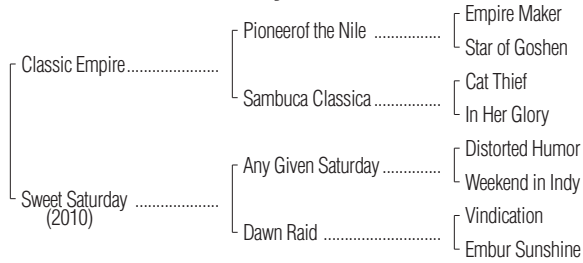 Empire Maker
Pioneerof the Nile ..................
Star of Goshen
Classic Empire.....................
Cat Thief
Sambuca Classica...............
In Her Glory
Distorted Humor
Any Given Saturday..............
Weekend in Indy
Sweet Saturday ...................
(2010)
Vindication
Dawn Raid ...........................
Embur Sunshine